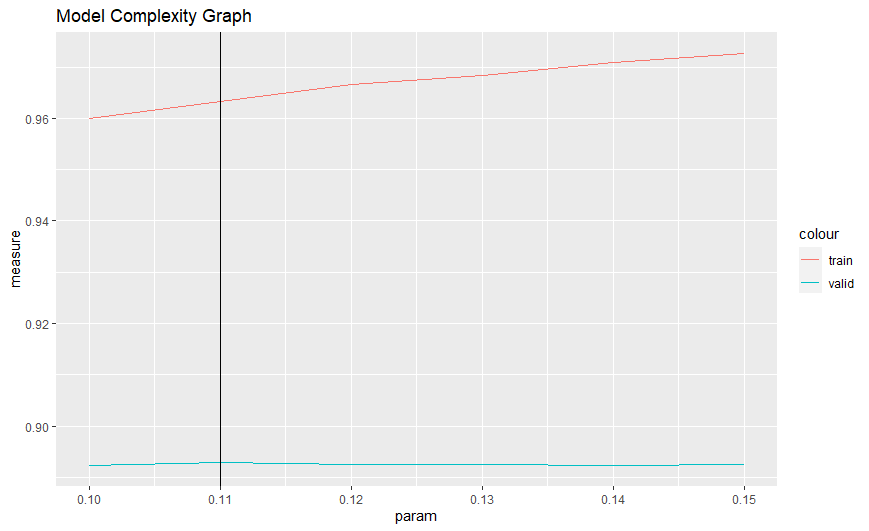 Model Complexity Graph
measure
0.96
0.94
0.92
0.90
0.10 0.11 0.12 0.13 0.14 0.15
param
colour
train
valid